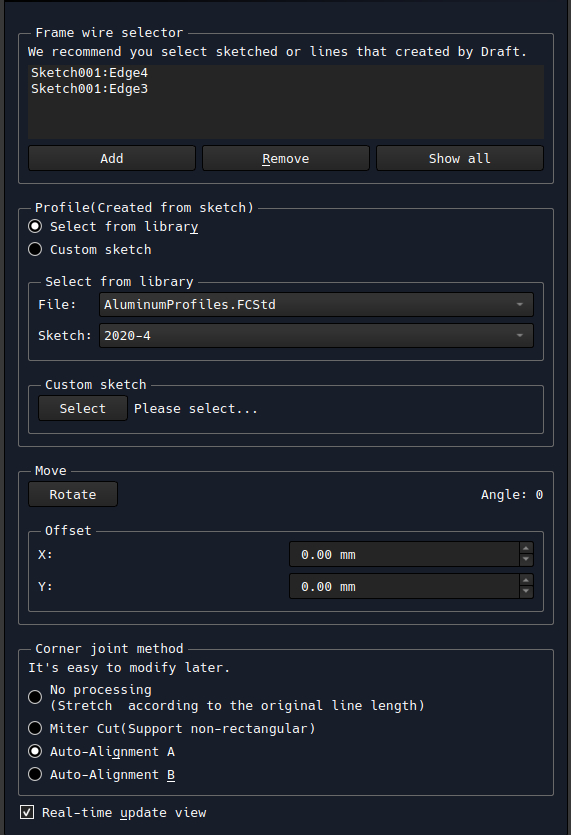 Frame wire selector
We recommend you select sketched or lines that created by Draft.
Sketch001:Edge4
Sketch001:Edge3
Add Remove Show all
Profile(Created from sketch)
Select from library
Custom sketch
Select from library
File: AluminumProfiles.FCStd
Sketch: 2020-4
Custom sketch
Select Please select...
Move
Rotate Angle: 0
Offset
X: 0.00 mm
Y: 0.00 mm
Corner joint method
It's easy to modify later.
No processing
(Stretch  according to the original line length)
Miter Cut(Support non-rectangular)
Auto-Alignment A
Auto-Alignment B
Real-time update view